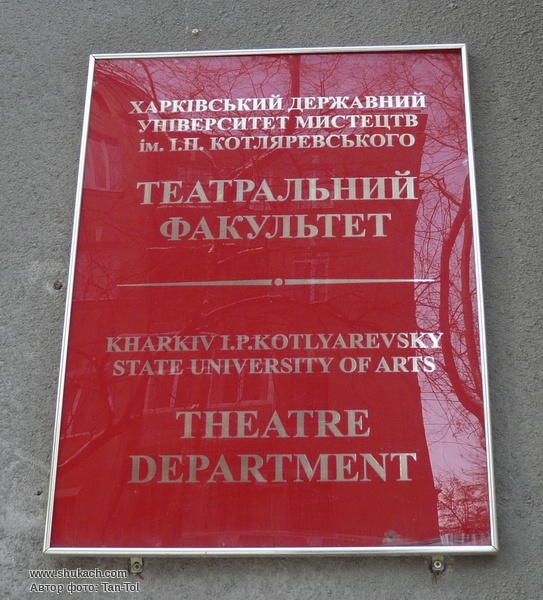 ХАРКІВСЬКИЙ ДЕРЖАВНИЙ
УНІВЕРСИТЕТ МИСТЕЦТВ
ім. І.П. КОТЛЯРЕВСЬКОГО
ТЕАТРАЛЬНИЙ
ФАКУЛЬТЕТ
KHARKIV I.P.KOTLYAREVSKY
STATE UNIVERSITY OF ARTS
THEATRE
DEPARTMENT
www.shukach.com
Автор фото: Tan-Tol